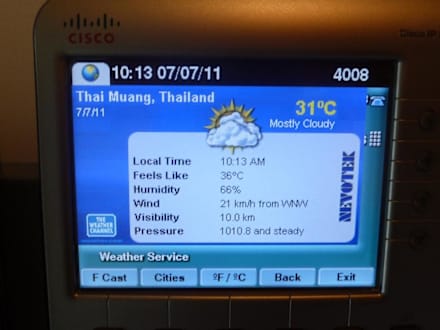 CISCO
Cisco IP
10:13 07/07/11 4008
Thai Muang, Thailand
7/7/11
31ºC
Mostly Cloudy
Local Time 10:13 AM
Feels Like 36ºC
Humidity 66%
Wind 21 km/h from WNW
Visibility 10.0 km
Pressure 1010.8 and steady
NEVOTEK
THE
WEATHER
CHANNEL
Weather Service
F Cast Cities ºF / ºC Back Exit